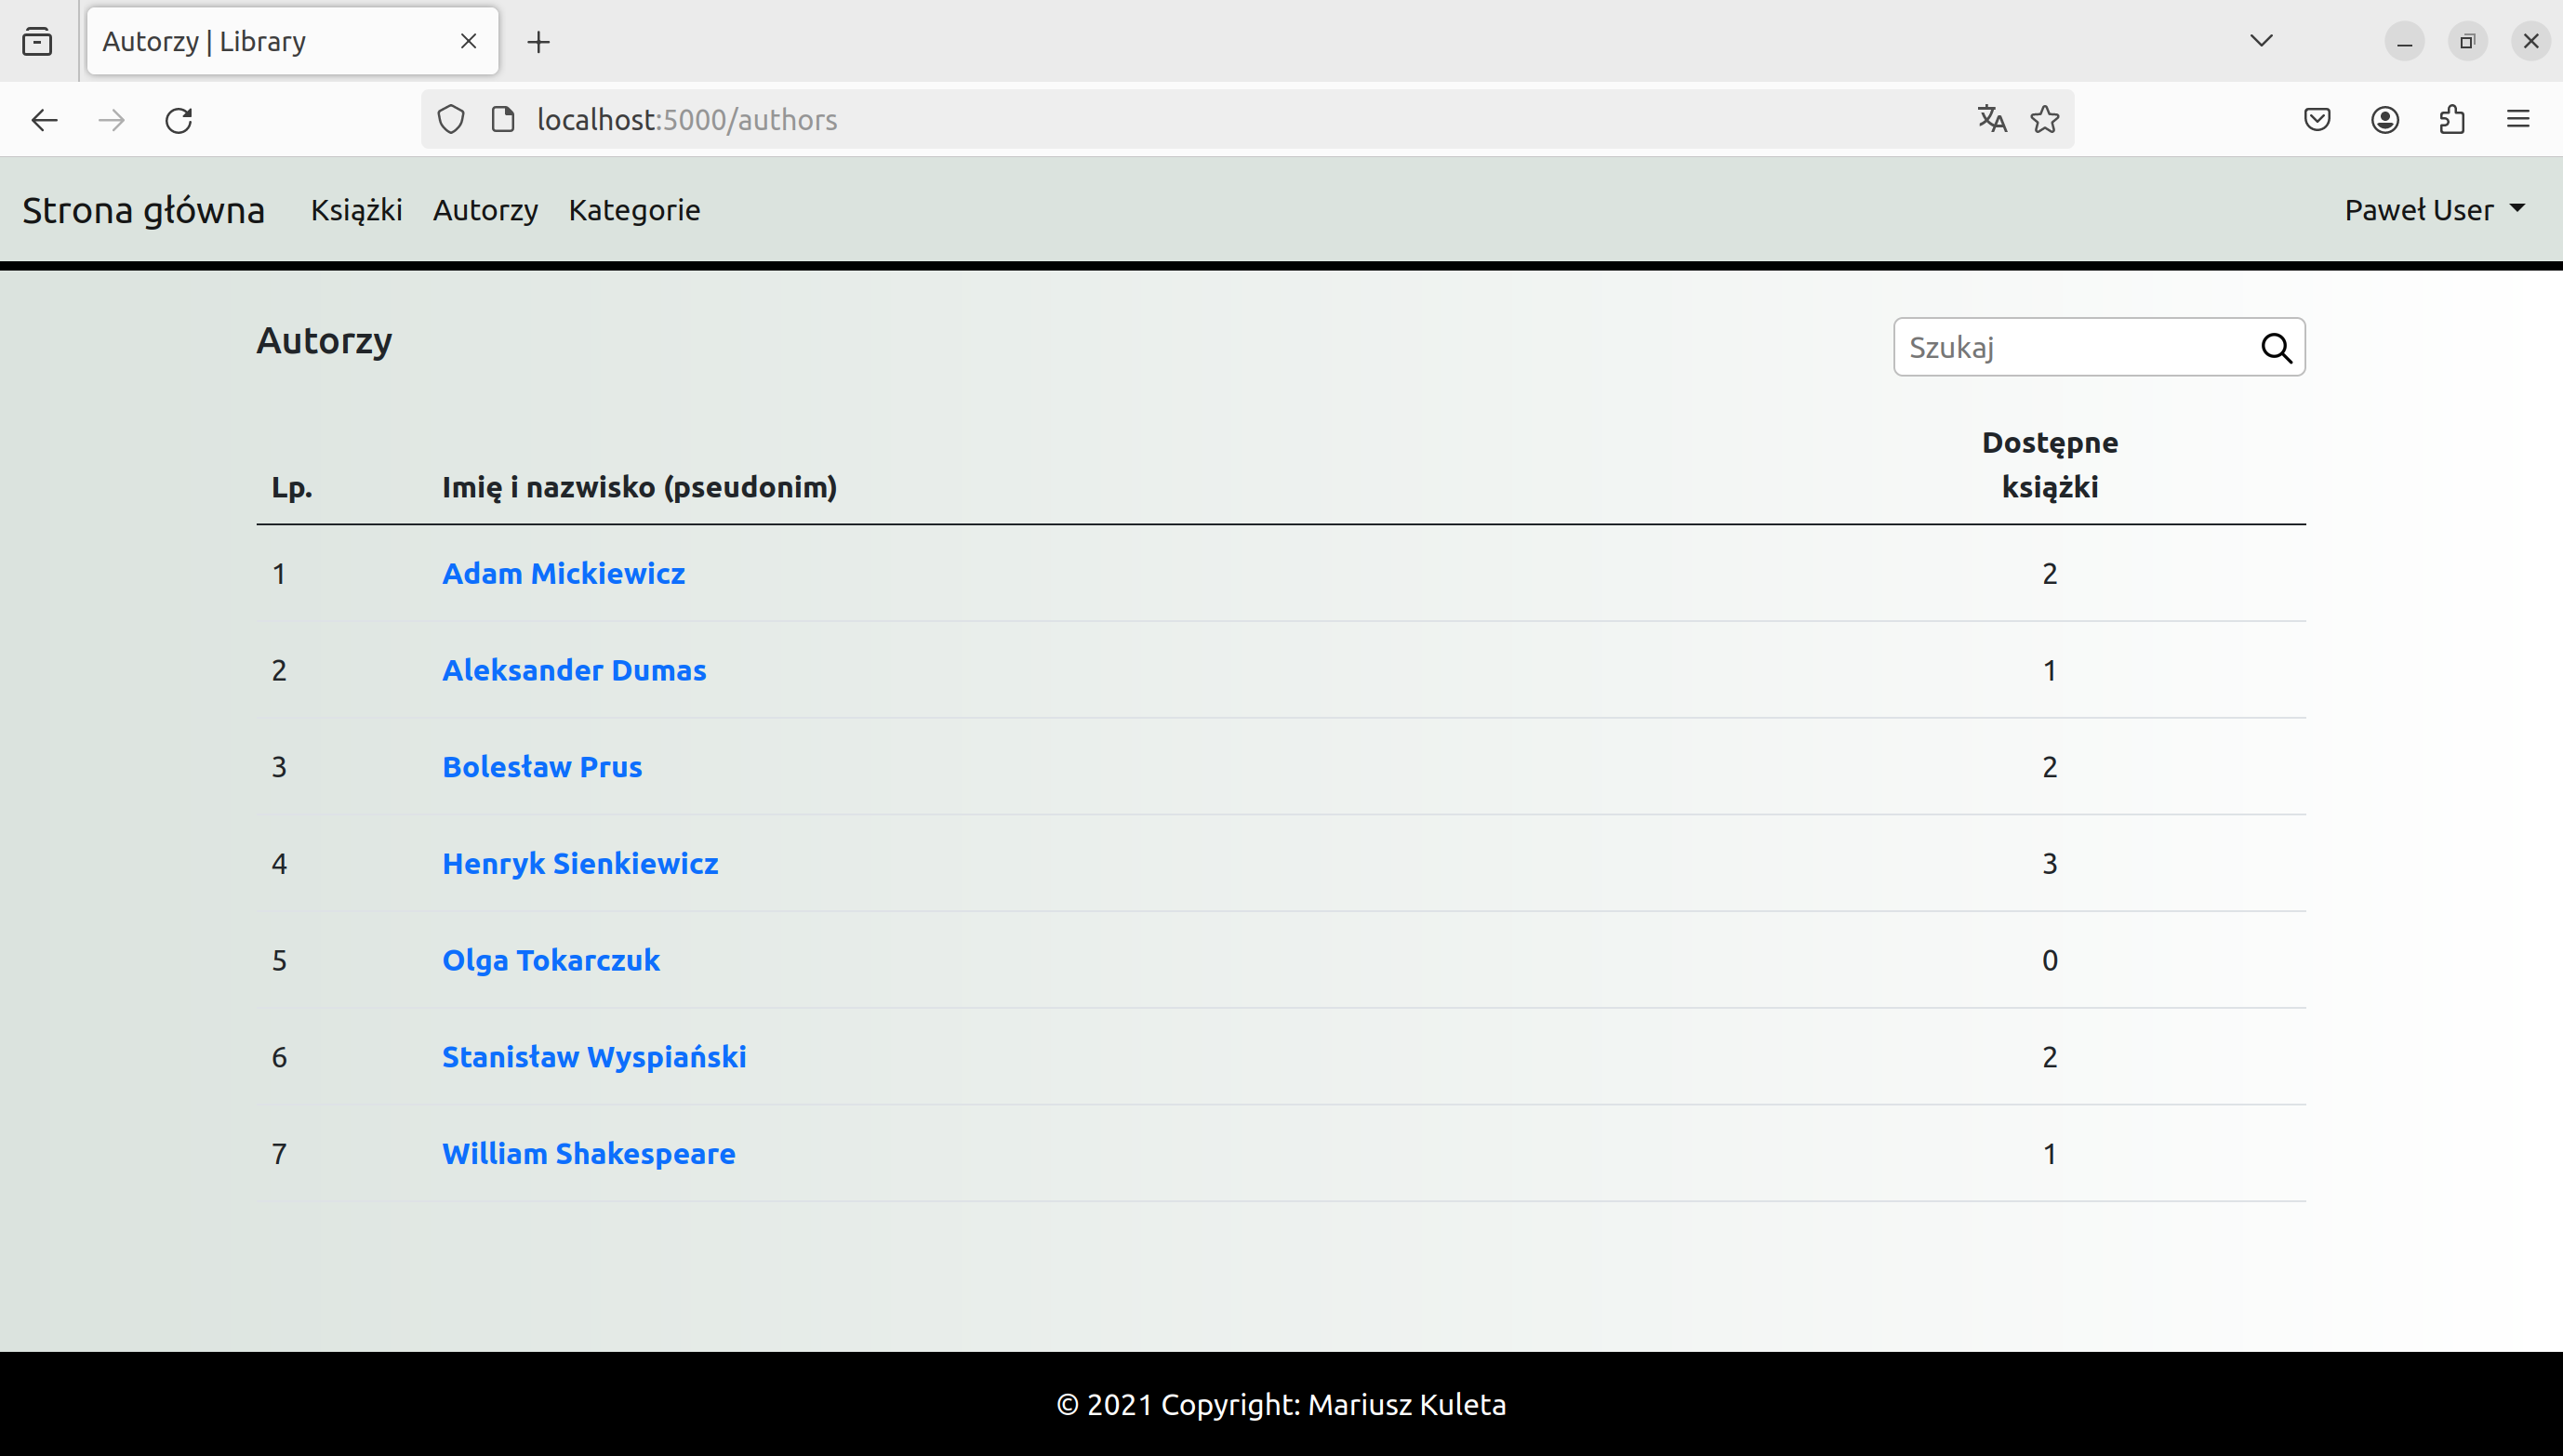 Autorzy | Library
localhost:5000/authors
Strona główna Książki Autorzy Kategorie Paweł User
Autorzy
Szukaj
Lp. Imię i nazwisko (pseudonim) Dostępne
książki
1 Adam Mickiewicz 2
2 Aleksander Dumas 1
3 Bolesław Prus 2
4 Henryk Sienkiewicz 3
5 Olga Tokarczuk 0
6 Stanisław Wyspiański 2
7 William Shakespeare 1
© 2021 Copyright: Mariusz Kuleta